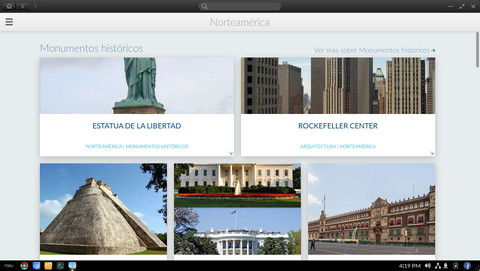 Norteamérica
Monumentos históricos
Ver más sobre Monumentos históricos
ESTATUA DE LA LIBERTAD
NORTEAMÉRICA | MONUMENTOS HISTÓRICOS
ROCKEFELLER CENTER
ARQUITECTURA | NORTEAMÉRICA
4:19 PM